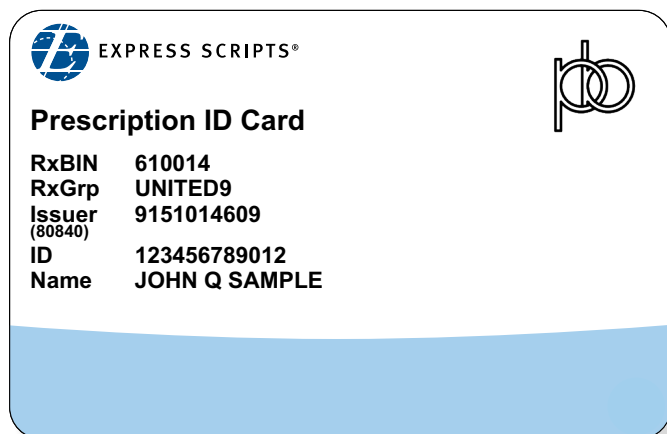 EXPRESS SCRIPTS®
Prescription ID Card
RxBIN 610014
RxGrp UNITED9
Issuer 9151014609
(80840)
ID 123456789012
Name JOHN Q SAMPLE